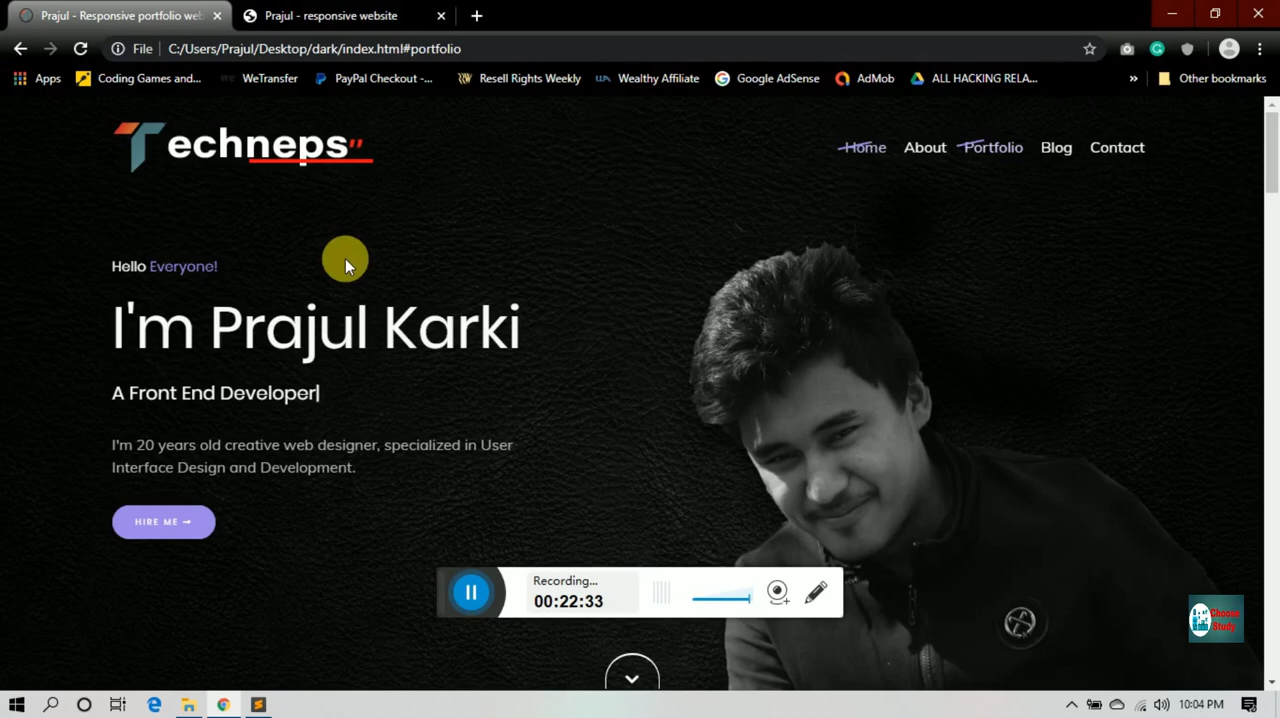 Prajul - Responsive portfolio web
Prajul - responsive website
File
C:/Users/Prajul/Desktop/dark/index.html#portfolio
Apps
Coding Games and...
WeTransfer
PayPal Checkout -...
Resell Rights Weekly
Wealthy Affiliate
Google AdSense
AdMob
ALL HACKING RELA...
»
Other bookmarks
Techneps"
Home
About
Portfolio
Blog
Contact
Hello Everyone!
I'm Prajul Karki
A Front End Developer|
I'm 20 years old creative web designer, specialized in User
Interface Design and Development.
HIRE ME →
Recording...
00:22:33
Choose
Study
10:04 PM